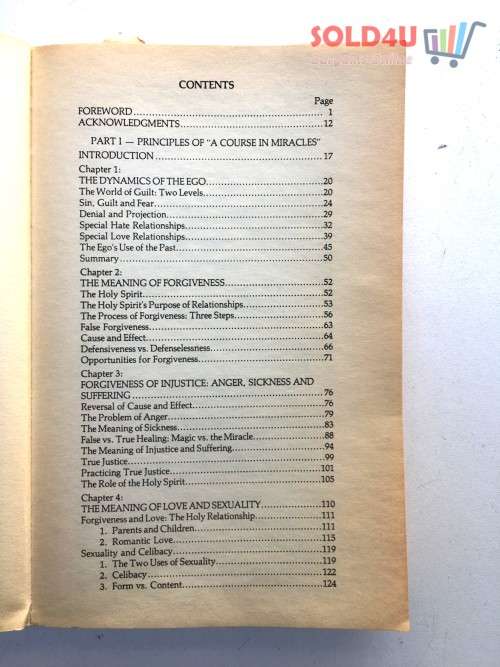 SOLD4U
CONTENTS
Page
FOREWORD........1
ACKNOWLEDGMENTS........12
PART I — PRINCIPLES OF "A COURSE IN MIRACLES"
INTRODUCTION........17
Chapter 1:
THE DYNAMICS OF THE EGO........20
The World of Guilt: Two Levels........20
Sin, Guilt and Fear........24
Denial and Projection........29
Special Hate Relationships........32
Special Love Relationships........39
The Ego's Use of the Past........45
Summary........50
Chapter 2:
THE MEANING OF FORGIVENESS........52
The Holy Spirit........52
The Holy Spirit's Purpose of Relationships........53
The Process of Forgiveness: Three Steps........56
False Forgiveness........63
Cause and Effect........64
Defensiveness vs. Defenselessness........66
Opportunities for Forgiveness........71
Chapter 3:
FORGIVENESS OF INJUSTICE: ANGER, SICKNESS AND
SUFFERING........76
Reversal of Cause and Effect........76
The Problem of Anger........79
The Meaning of Sickness........83
False vs. True Healing: Magic vs. the Miracle........88
The Meaning of Injustice and Suffering........94
True Justice........99
Practicing True Justice........101
The Role of the Holy Spirit........105
Chapter 4:
THE MEANING OF LOVE AND SEXUALITY........110
Forgiveness and Love: The Holy Relationship........111
1. Parents and Children........111
2. Romantic Love........115
Sexuality and Celibacy........119
1. The Two Uses of Sexuality........119
2. Celibacy........122
3. Form vs. Content........124